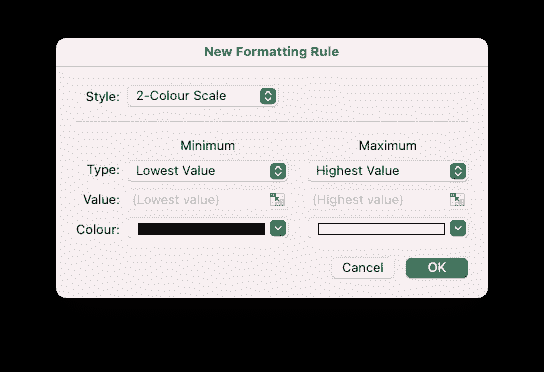 New Formatting Rule
Style: 2-Colour Scale
Minimum Maximum
Type: Lowest Value Highest Value
Value: (Lowest value) (Highest value)
Colour:
Cancel OK